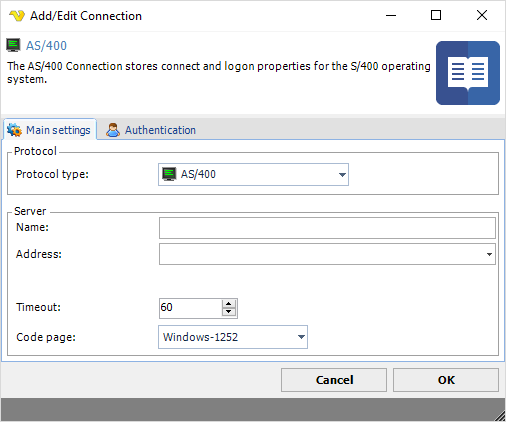 Add/Edit Connection
AS/400
The AS/400 Connection stores connect and logon properties for the S/400 operating
system.
Main settings
Authentication
Protocol
Protocol type:
AS/400
Server
Name:
Address:
Timeout:
60
Code page:
Windows-1252
Cancel
OK